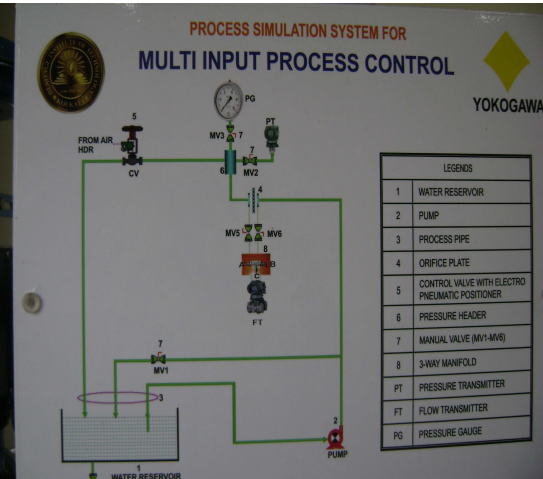 PROCESS SIMULATION SYSTEM FOR
MULTI INPUT PROCESS CONTROL
YOKOGAWA
PG
5
MV3 7
PT
FROM AIR
HDR
7
CV
6
MV2
4
MV5 MV6
8
A B
C
FT
7
MV1
3
2
PUMP
1
WATER RESERVOIR
LEGENDS
1 WATER RESERVOIR
2 PUMP
3 PROCESS PIPE
4 ORIFICE PLATE
5 CONTROL VALVE WITH ELECTRO
PNEUMATIC POSITIONER
6 PRESSURE HEADER
7 MANUAL VALVE (MV1-MV6)
8 3-WAY MANIFOLD
PT PRESSURE TRANSMITTER
FT FLOW TRANSMITTER
PG PRESSURE GAUGE